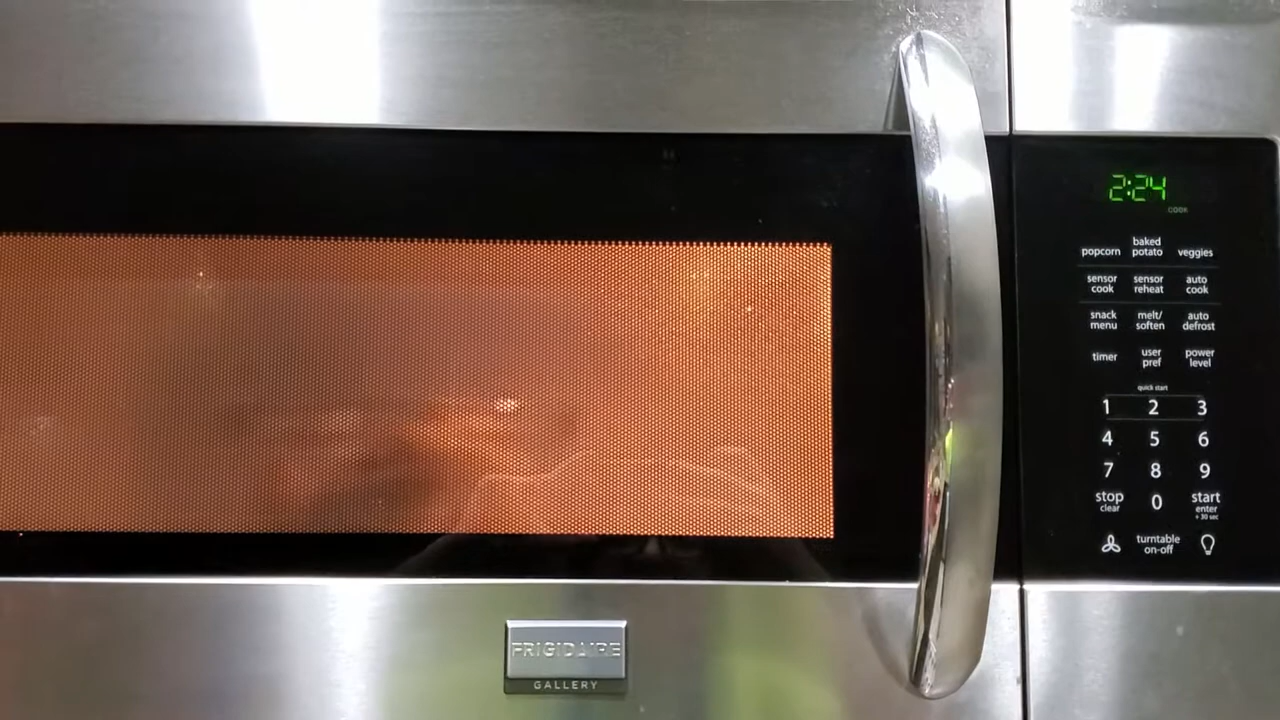 2:24
COOK
popcorn baked potato veggies
sensor cook sensor reheat auto cook
snack menu melt/ soften auto defrost
timer user pref power level
quick start
1 2 3
4 5 6
7 8 9
stop clear 0 start enter + 30 sec
turntable on-off
FRIGIDAIRE
GALLERY